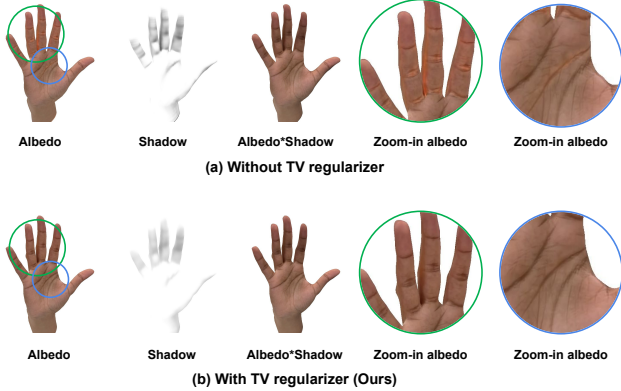 Albedo Shadow Albedo*Shadow Zoom-in albedo Zoom-in albedo
(a) Without TV regularizer
Albedo Shadow Albedo*Shadow Zoom-in albedo Zoom-in albedo
(b) With TV regularizer (Ours)